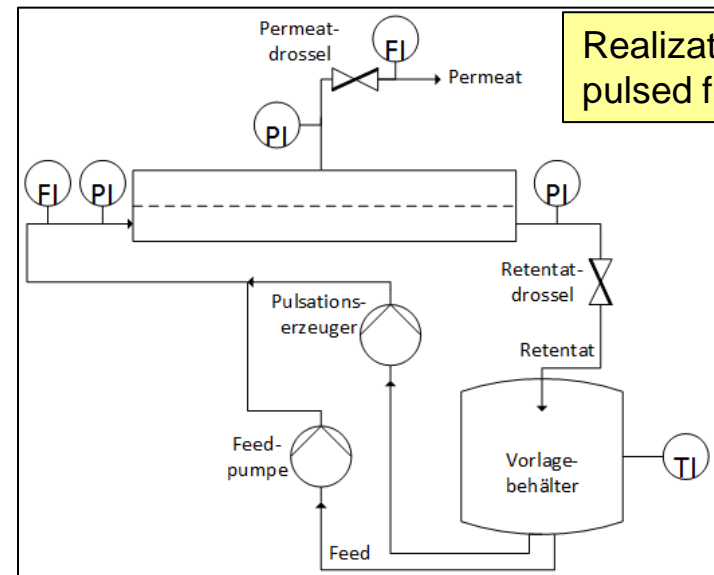 Permeat-
drossel
FI
Realizat
pulsed f
Permeat
PI
FI
PI
PI
Retentat-
drossel
Pulsations-
erzeuger
Retentat
Feed-
pumpe
Vorlage-
behälter
TI
Feed